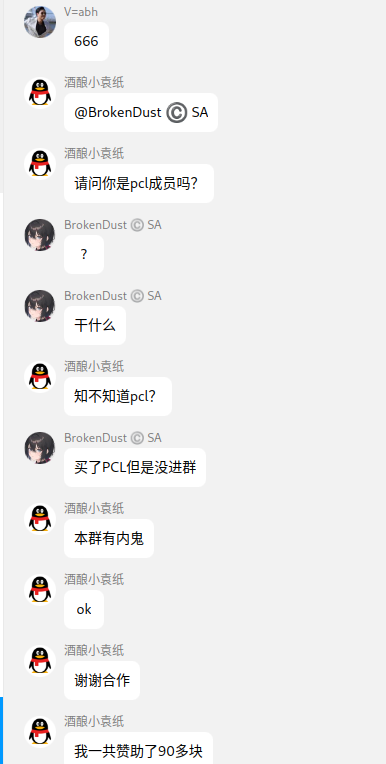 V=abh
666
酒酿小袁纸
@BrokenDust © SA
酒酿小袁纸
请问你是pcl成员吗？
BrokenDust © SA
？
BrokenDust © SA
干什么
酒酿小袁纸
知不知道pcl？
BrokenDust © SA
买了PCL但是没进群
酒酿小袁纸
本群有内鬼
酒酿小袁纸
ok
酒酿小袁纸
谢谢合作
酒酿小袁纸
我一共赞助了90多块